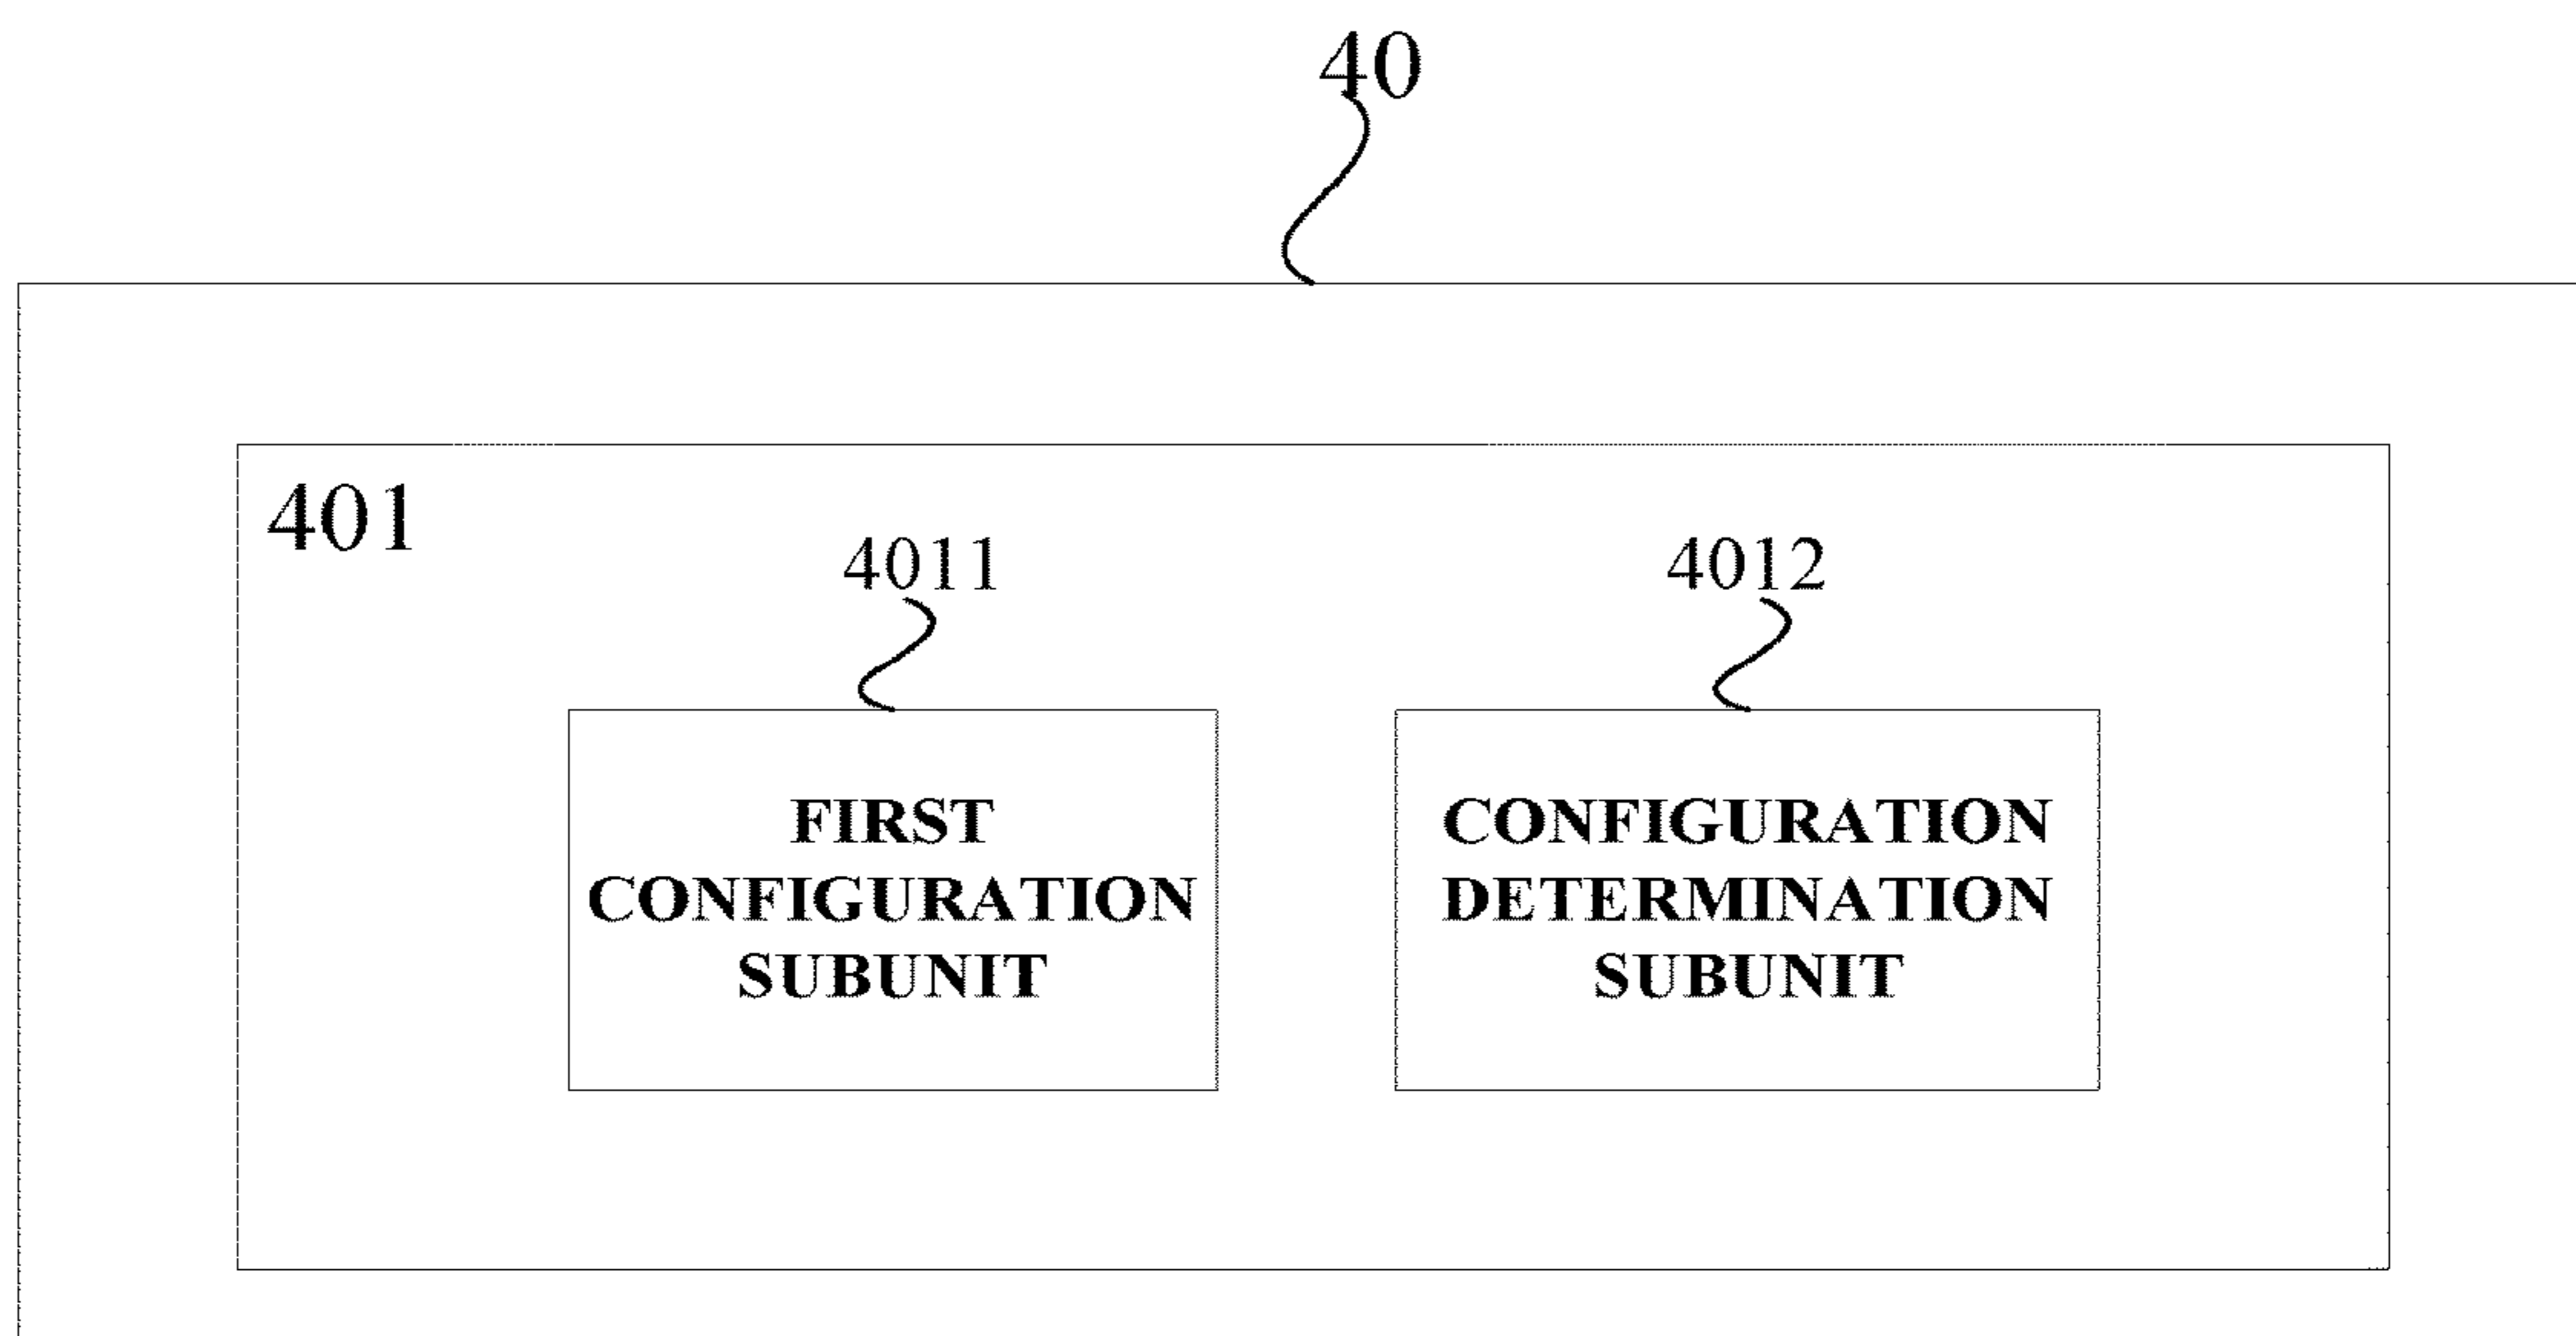 40
401
4011
4012
FIRST
CONFIGURATION
SUBUNIT
CONFIGURATION
DETERMINATION
SUBUNIT